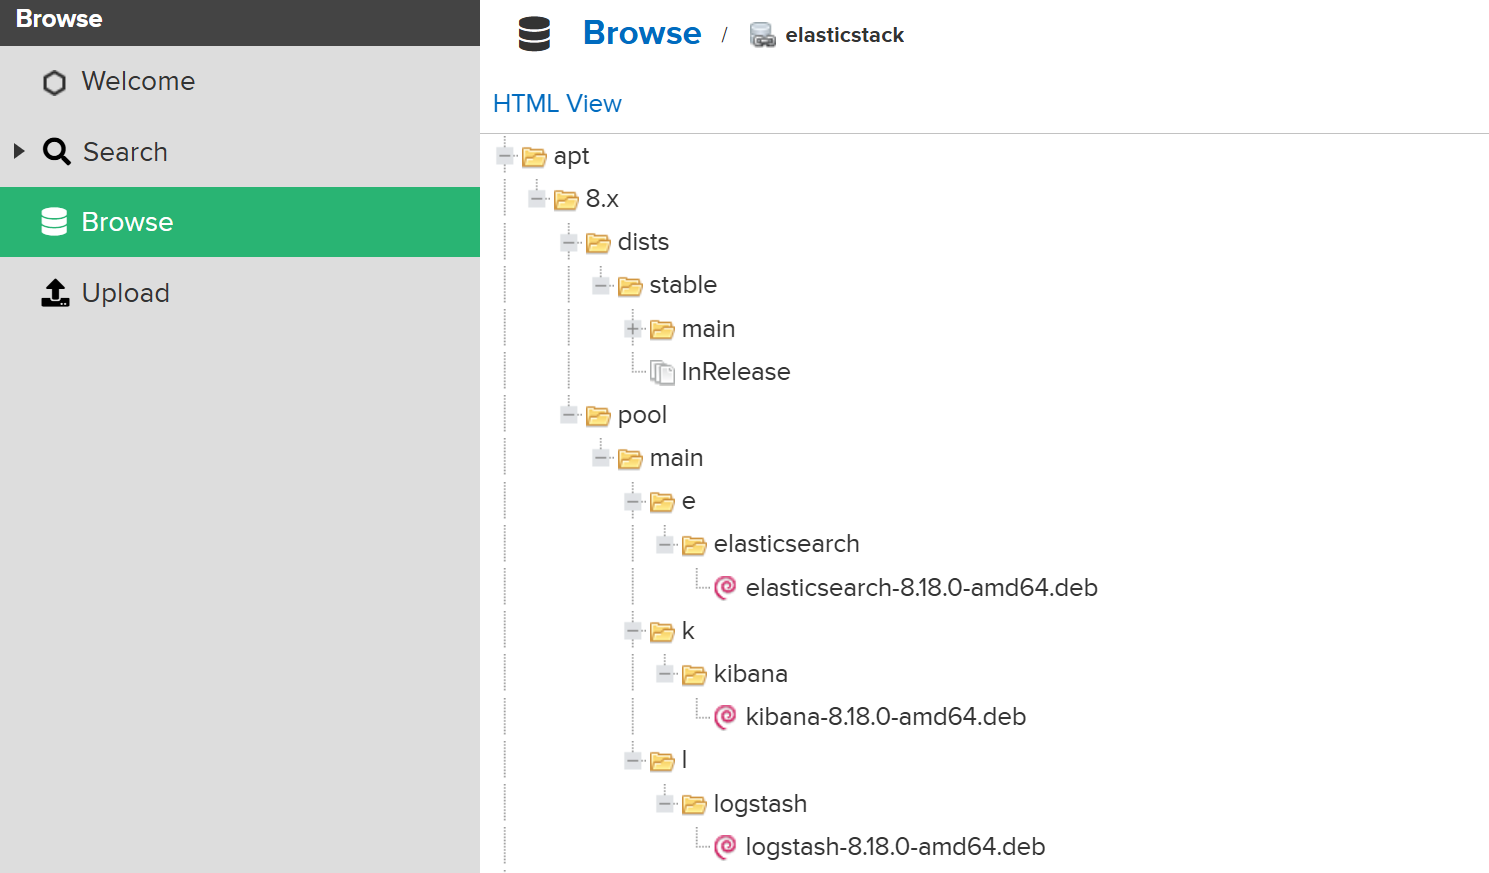 Browse
Welcome
Search
Browse
Upload
Browse / elasticstack
HTML View
apt
8.x
dists
stable
main
InRelease
pool
main
e
elasticsearch
elasticsearch-8.18.0-amd64.deb
k
kibana
kibana-8.18.0-amd64.deb
l
logstash
logstash-8.18.0-amd64.deb